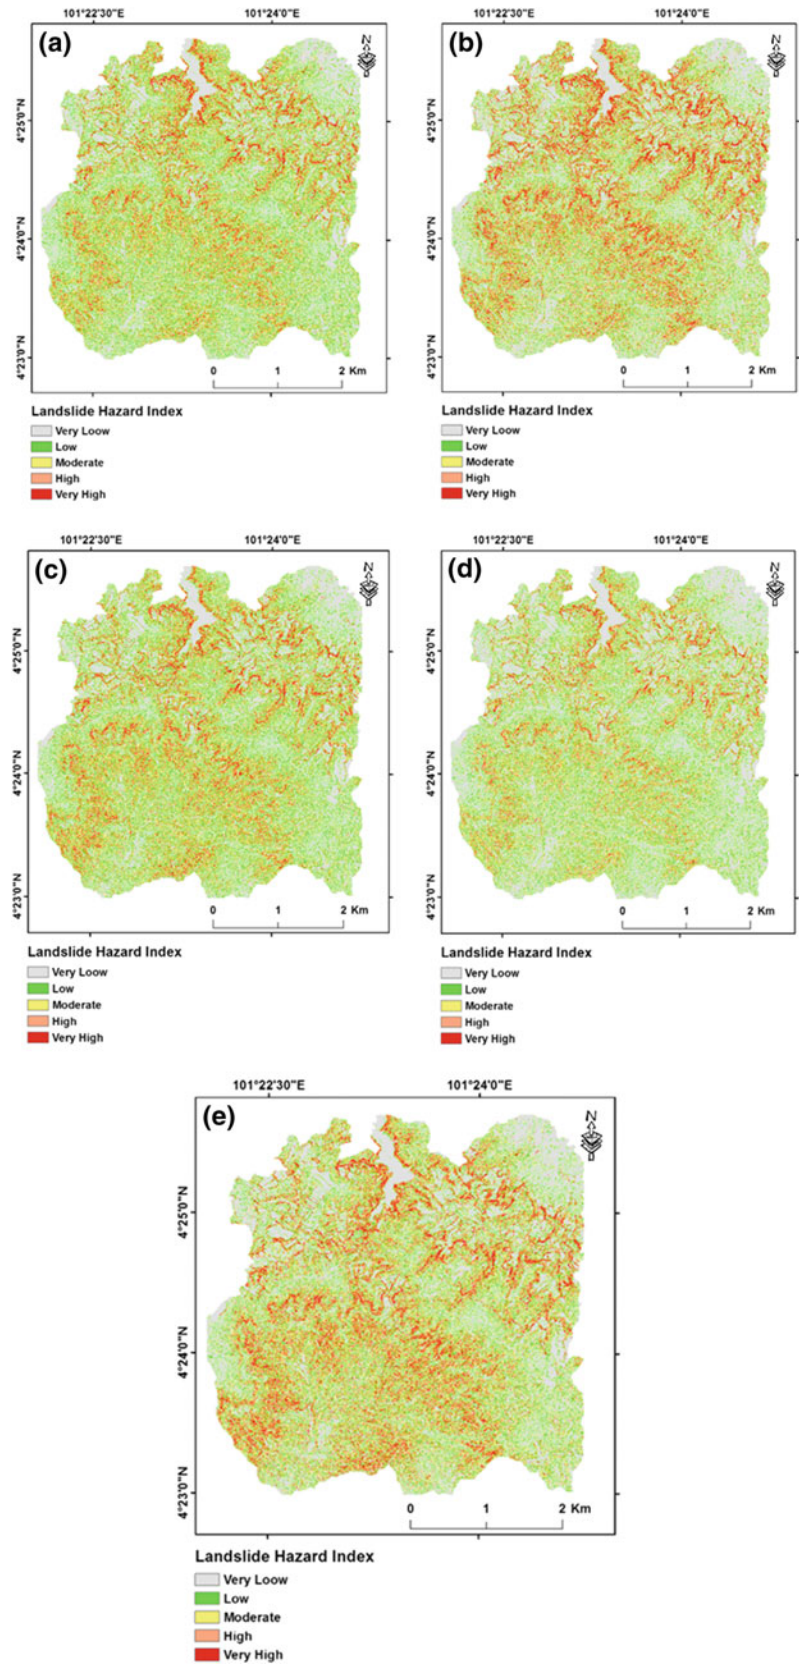 101°22'30"E 101°24'0"E
(a)
N
4°25'0"N
4°24'0"N
4°23'0"N
0 1 2 Km
Landslide Hazard Index
Very Loow
Low
Moderate
High
Very High
101°22'30"E 101°24'0"E
(b)
N
4°25'0"N
4°24'0"N
4°23'0"N
0 1 2 Km
Landslide Hazard Index
Very Loow
Low
Moderate
High
Very High
101°22'30"E 101°24'0"E
(c)
N
4°25'0"N
4°24'0"N
4°23'0"N
0 1 2 Km
Landslide Hazard Index
Very Loow
Low
Moderate
High
Very High
101°22'30"E 101°24'0"E
(d)
N
4°25'0"N
4°24'0"N
4°23'0"N
0 1 2 Km
Landslide Hazard Index
Very Loow
Low
Moderate
High
Very High
101°22'30"E 101°24'0"E
(e)
N
4°25'0"N
4°24'0"N
4°23'0"N
0 1 2 Km
Landslide Hazard Index
Very Loow
Low
Moderate
High
Very High